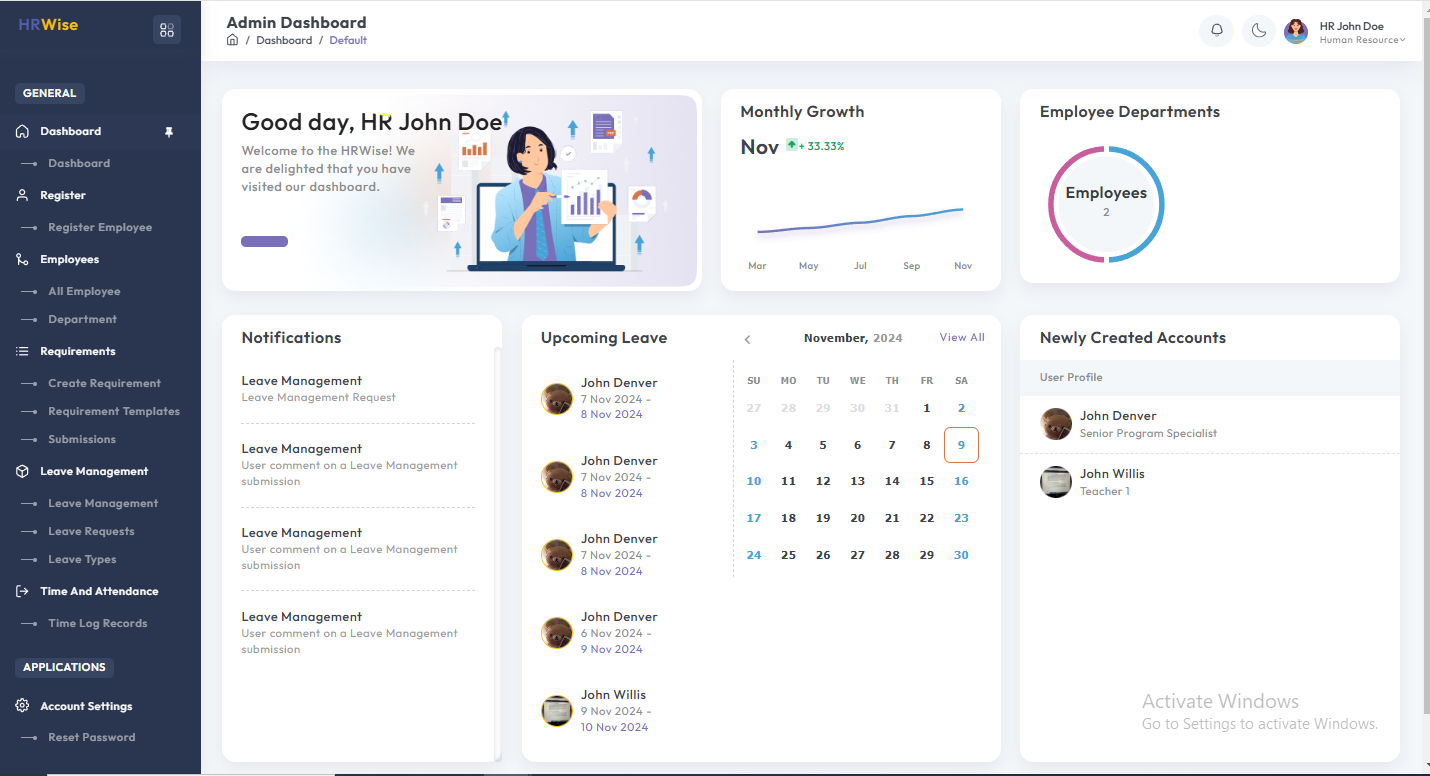 HRWise
GENERAL
Dashboard
Dashboard
Register
Register Employee
Employees
All Employee
Department
Requirements
Create Requirement
Requirement Templates
Submissions
Leave Management
Leave Management
Leave Requests
Leave Types
Time And Attendance
Time Log Records
APPLICATIONS
Account Settings
Reset Password
Admin Dashboard
/ Dashboard / Default
HR John Doe
Human Resource
Good day, HR John Doe
Welcome to the HRWise! We
are delighted that you have
visited our dashboard.
Monthly Growth
Nov + 33.33%
Mar May Jul Sep Nov
Employee Departments
Employees
2
Notifications
Leave Management
Leave Management Request
Leave Management
User comment on a Leave Management
submission
Leave Management
User comment on a Leave Management
submission
Leave Management
User comment on a Leave Management
submission
Upcoming Leave
John Denver
7 Nov 2024 -
8 Nov 2024
John Denver
7 Nov 2024 -
8 Nov 2024
John Denver
7 Nov 2024 -
8 Nov 2024
John Denver
6 Nov 2024 -
9 Nov 2024
John Willis
9 Nov 2024 -
10 Nov 2024
November, 2024
View All
SU MO TU WE TH FR SA
27 28 29 30 31 1 2
3 4 5 6 7 8 9
10 11 12 13 14 15 16
17 18 19 20 21 22 23
24 25 26 27 28 29 30
Newly Created Accounts
User Profile
John Denver
Senior Program Specialist
John Willis
Teacher 1
Activate Windows
Go to Settings to activate Windows.